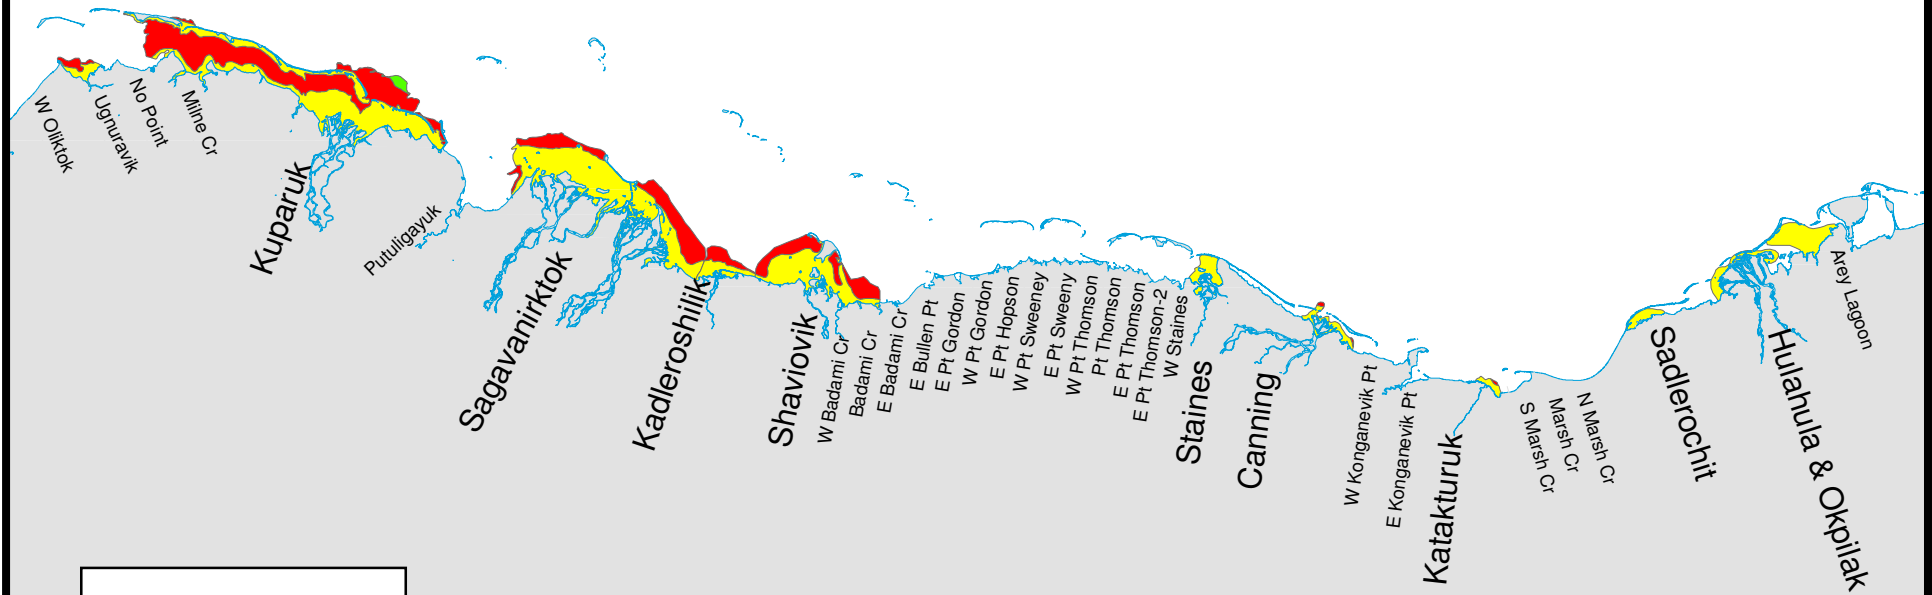 W Oliktok
Ugnuravik
No Point
Milne Cr
Kuparuk
Putuligayuk
Sagavanirktok
Kadleroshilik
Shaviovik
W Badami Cr
Badami Cr
E Badami Cr
E Bullen Pt
E Pt Gordon
W Pt Gordon
E Pt Hopson
W Pt Sweeney
E Pt Sweeny
W Pt Thomson
Pt Thomson
E Pt Thomson
E Pt Thomson-2
W Staines
Staines
Canning
W Konganevik Pt
E Konganevik Pt
Katakturuk
S Marsh Cr
Marsh Cr
N Marsh Cr
Sadlerochit
Hulahula & Okpilak
Arey Lagoon